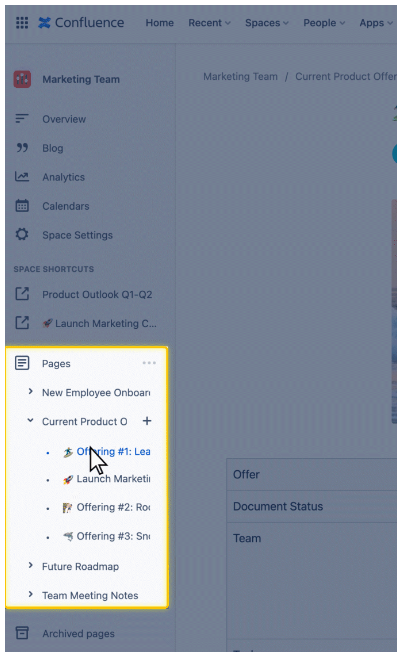 Confluence Home Recent Spaces People Apps
Marketing Team
Marketing Team / Current Product Offer
Overview
Blog
Analytics
Calendars
Space Settings
SPACE SHORTCUTS
Product Outlook Q1-Q2
🚀 Launch Marketing C...
Pages
New Employee Onboar
Current Product O
Offering #1: Lea
🚀 Launch Marketi
Offering #2: Ro
Offering #3: Sn
Future Roadmap
Team Meeting Notes
Archived pages
Offer
Document Status
Team